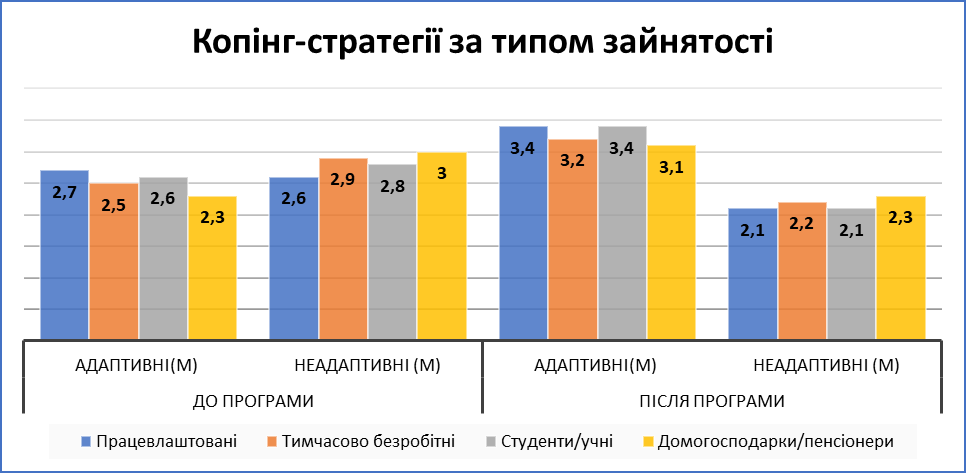 Копінг-стратегії за типом зайнятості
2,7
2,5
2,6
2,3
2,6
2,9
2,8
3
3,4
3,2
3,4
3,1
2,1
2,2
2,1
2,3
АДАПТИВНІ(М)
НЕАДАПТИВНІ (М)
АДАПТИВНІ(М)
НЕАДАПТИВНІ (М)
ДО ПРОГРАМИ
ПІСЛЯ ПРОГРАМИ
Працевлаштовані
Тимчасово безробітні
Студенти/учні
Домогосподарки/пенсіонери